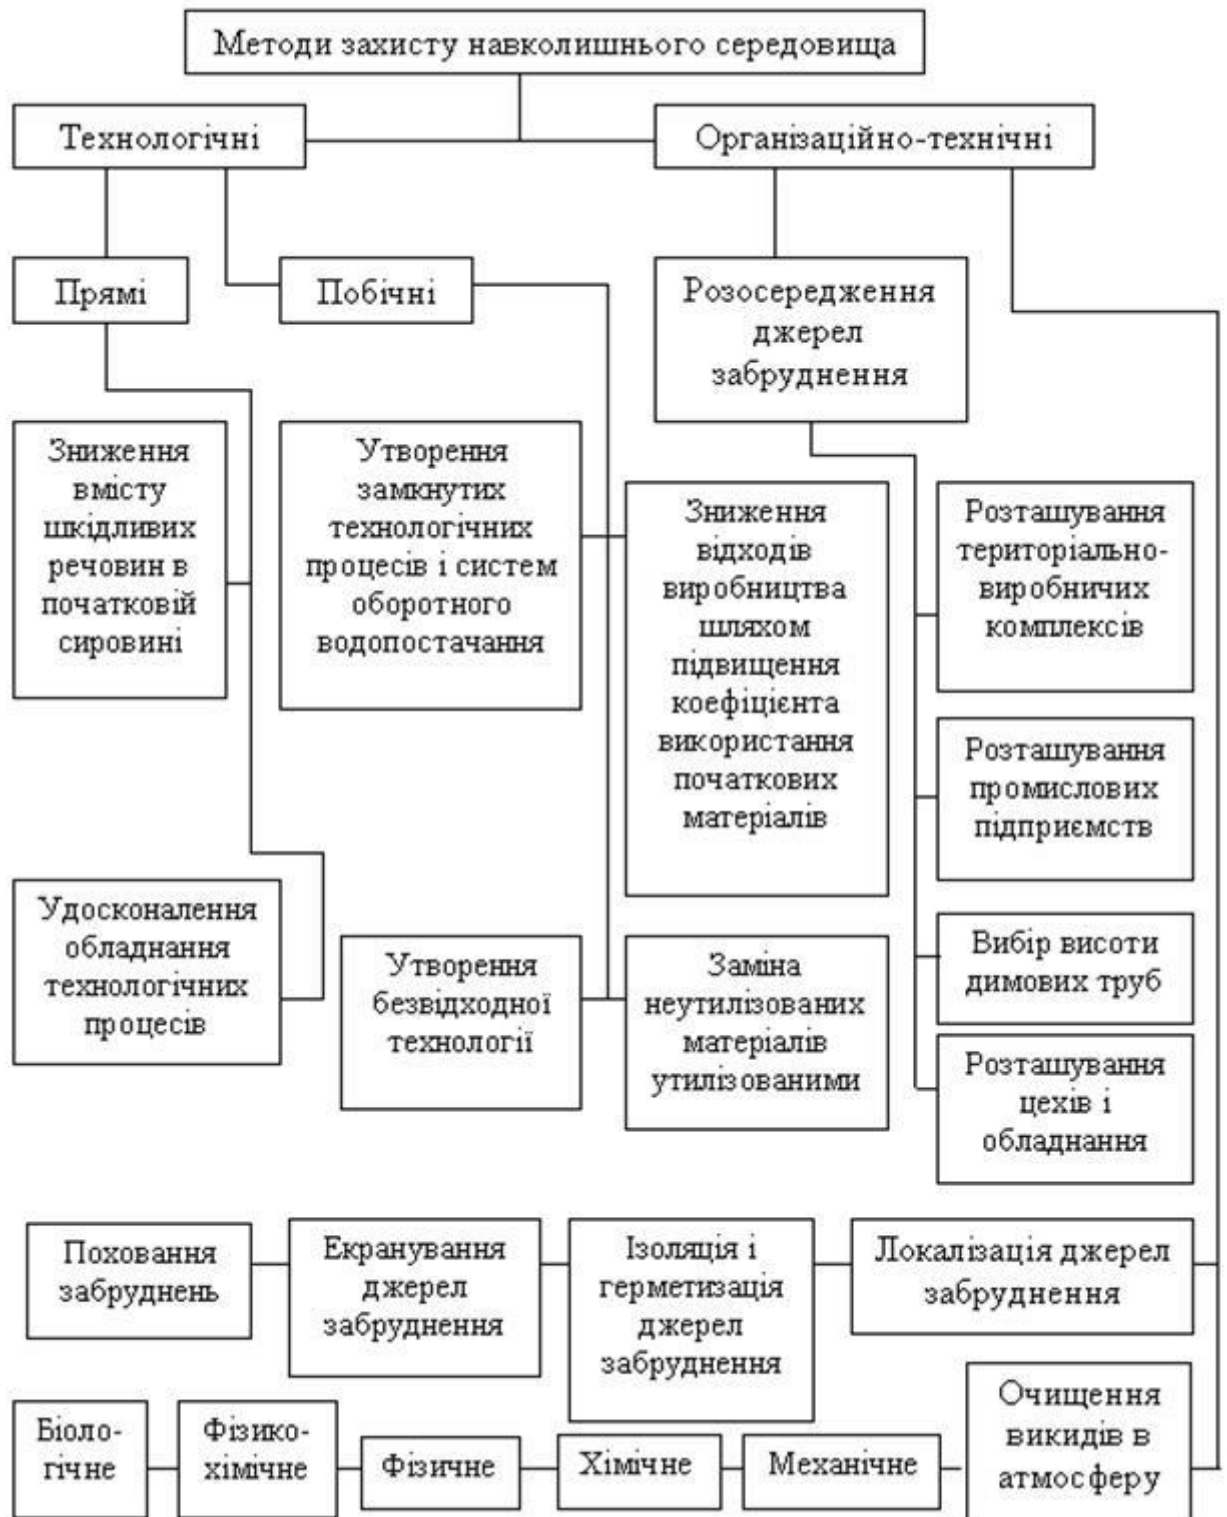 Методи захисту навколишнього середовища
Технологічні
Організаційно-технічні
Прямі
Побічні
Розосередження
джерел
забруднення
Зниження
вмісту
шкідливих
речовин в
початковій
сировині
Утворення
замкнутих
технологічних
процесів і систем
оборотного
водопостачання
Зниження
відходів
виробництва
шляхом
підвищення
коефіцієнта
використання
початкових
матеріалів
Розташування
територіально-
виробничих
комплексів
Розташування
промислових
підприємств
Удосконалення
обладнання
технологічних
процесів
Утворення
безвідходної
технології
Заміна
неутилізованих
матеріалів
утилізованими
Вибір висоти
димових труб
Розташування
цехів і
обладнання
Поховання
забруднень
Екранування
джерел
забруднення
Ізоляція і
герметизація
джерел
забруднення
Локалізація джерел
забруднення
Біоло-
гічне
Фізико-
хімічне
Фізичне
Хімічне
Механічне
Очищення
викидів в
атмосферу